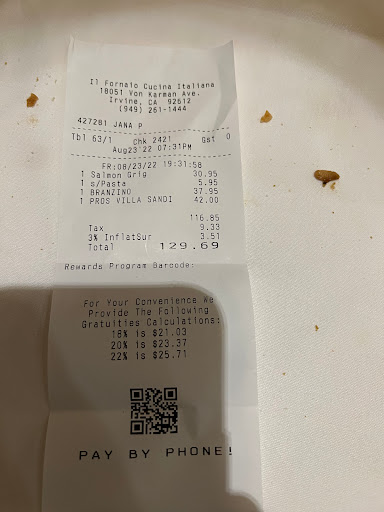 Il Fornaio Cucina Italiana
18051 Von Karman Ave.
Irvine, CA 92612
(949) 261-1444
4272B1 JANA P
Tbl 63/1 Chk 2421 Gst 0
Aug23'22 07:31PM
FR:08/23/22 19:31:58
1 Salmon Grlg 30.95
1 s/Pasta 5.95
1 BRANZINO 37.95
1 PROS VILLA SANDI 42.00
116.85
Tax 9.33
3% InflatSur 3.51
Total 129.69
Rewards Program Barcode:
For Your Convenience We
Provide The Following
Gratuities Calculations:
18% is $21.03
20% is $23.37
22% is $25.71
PAY BY PHONE!